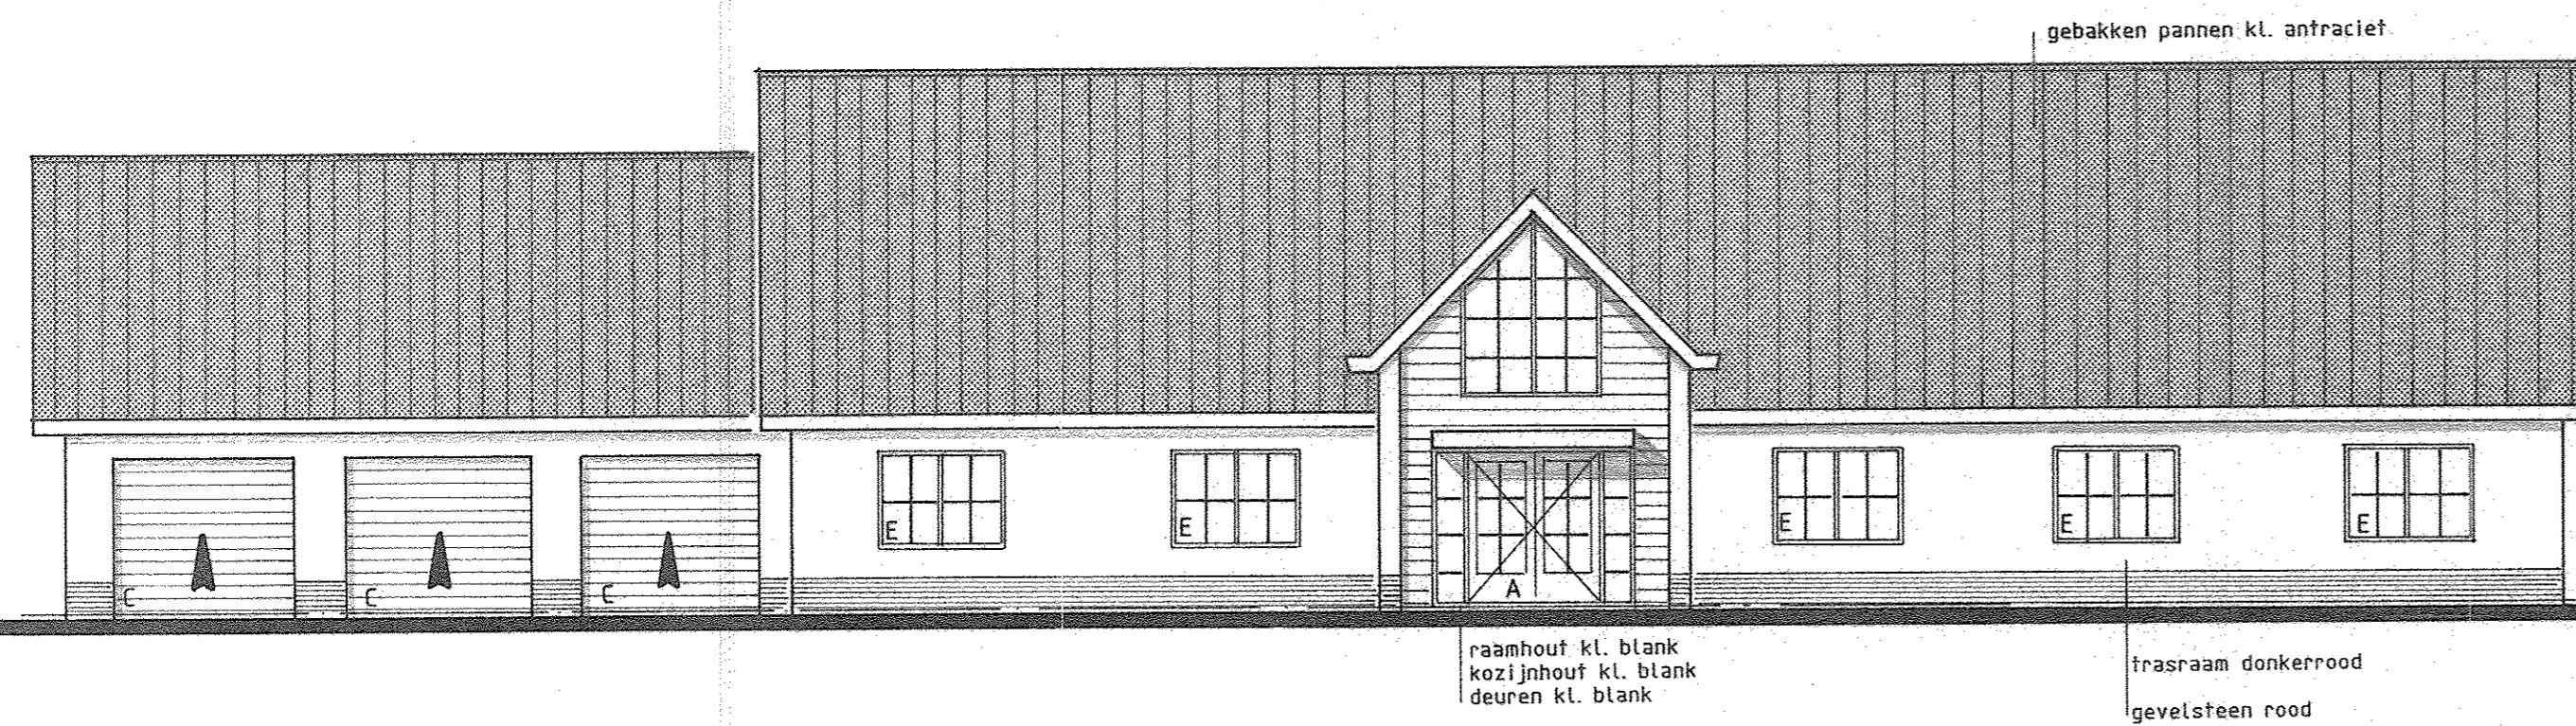 gebakken pannen kl. antraciet
E
E
E
E
E
C
C
C
A
raamhout kl. blank
kozijnhout kl. blank
deuren kl. blank
trasraam donkerrood
gevelsteen rood